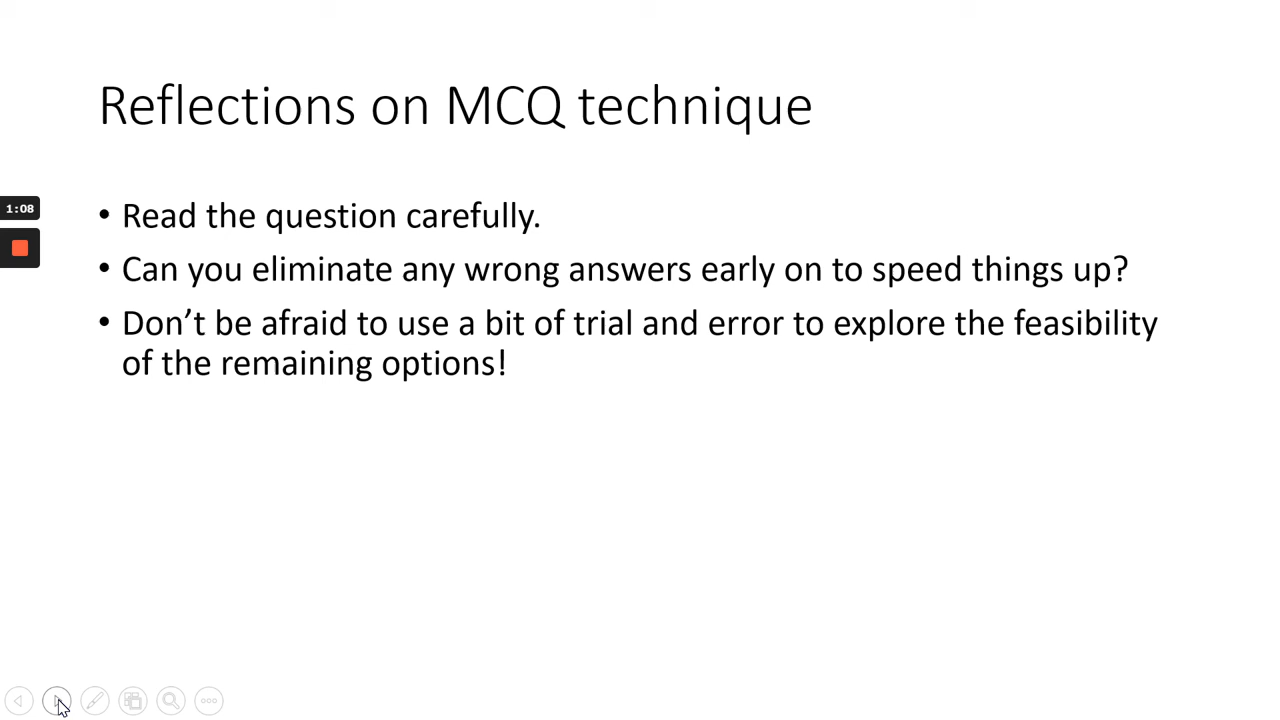 Reflections on MCQ technique
1:08
• Read the question carefully.
• Can you eliminate any wrong answers early on to speed things up?
• Don’t be afraid to use a bit of trial and error to explore the feasibility
of the remaining options!